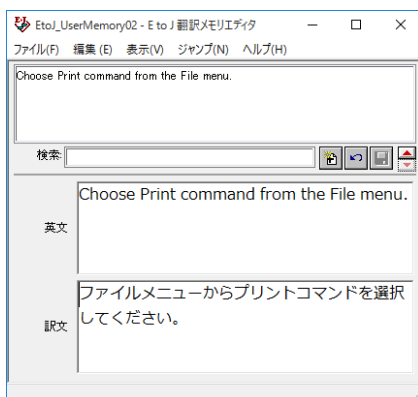 EtoJ_UserMemory02 - E to J 翻訳メモリエディタ
ファイル(F) 編集 (E) 表示(V) ジャンプ(N) ヘルプ(H)
Choose Print command from the File menu.
検索:
英文
Choose Print command from the File menu.
訳文
ファイルメニューからプリントコマンドを選択
してください。